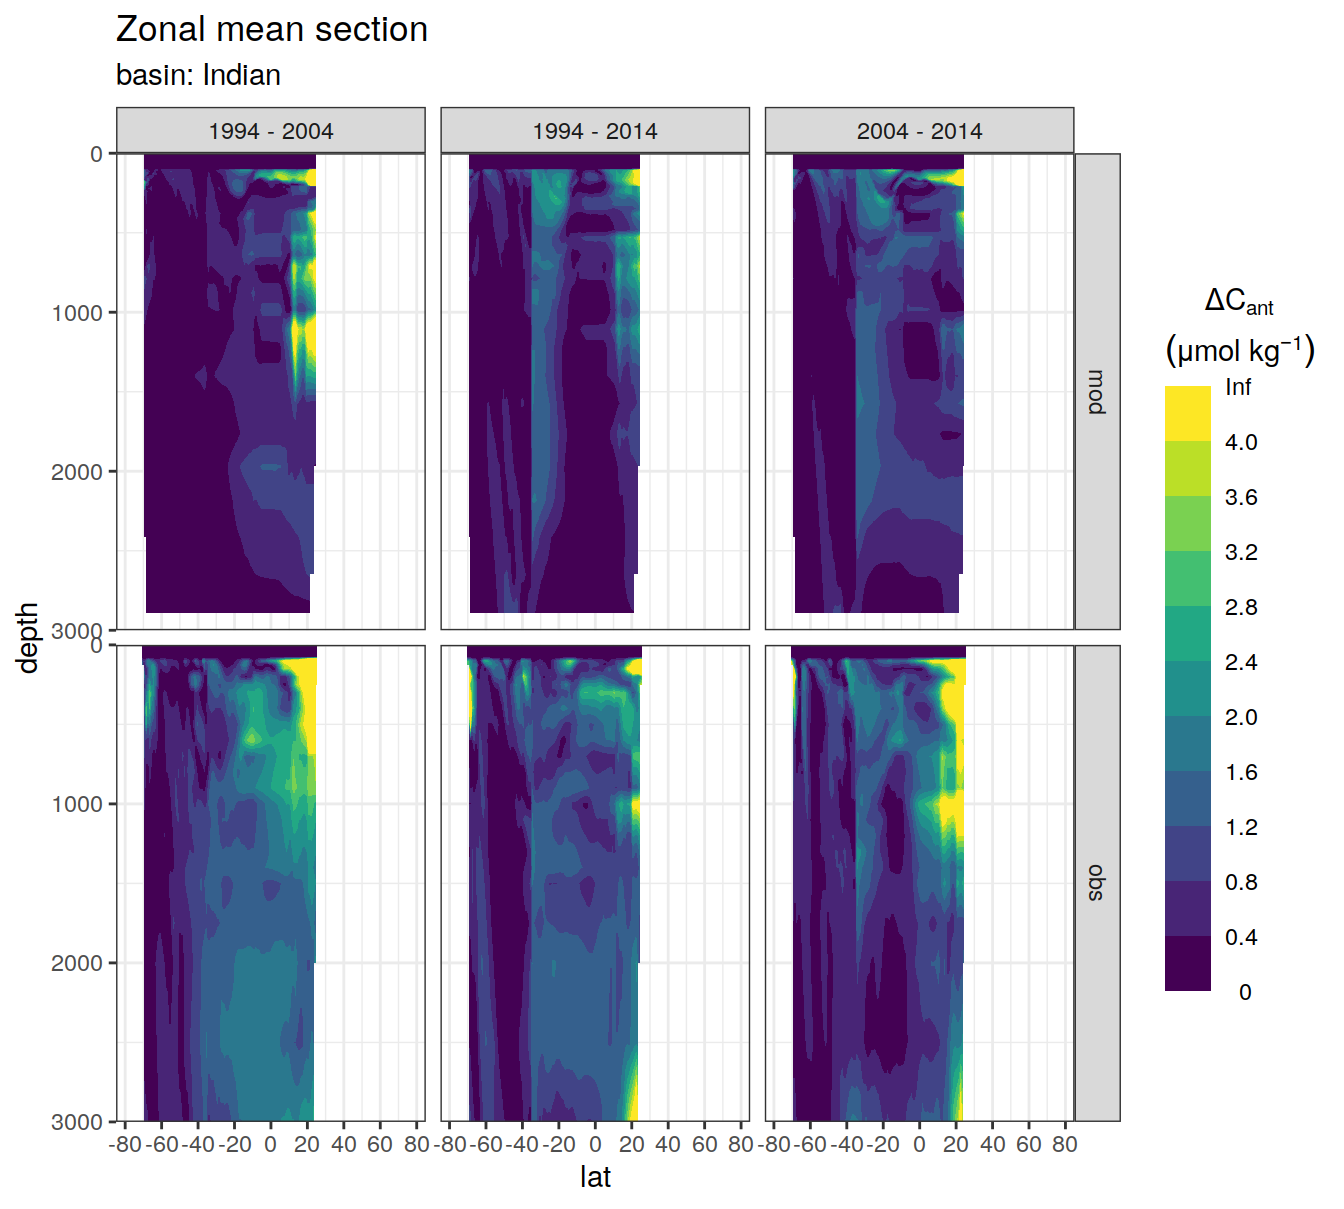 Zonal mean section
basin: Indian
1994 - 2004
1994 - 2014
2004 - 2014
0
1000
2000
3000
mod
0
1000
2000
3000
obs
depth
-80 -60 -40 -20 0 20 40 60 80
-80 -60 -40 -20 0 20 40 60 80
-80 -60 -40 -20 0 20 40 60 80
lat
ΔCant
(μmol kg⁻¹)
Inf
4.0
3.6
3.2
2.8
2.4
2.0
1.6
1.2
0.8
0.4
0